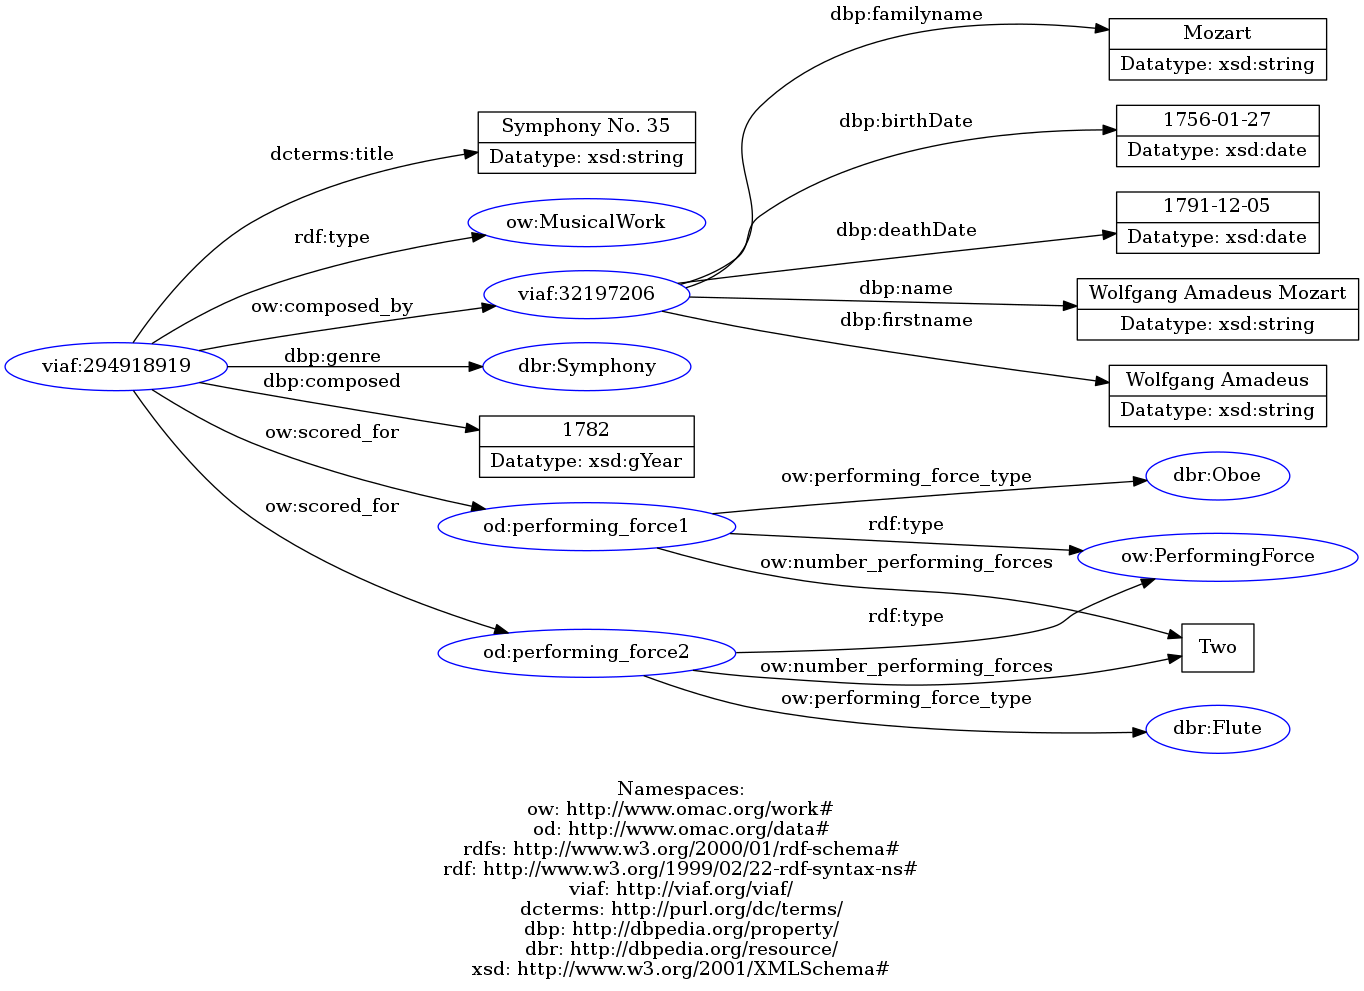 dbp:familyname
Mozart
Datatype: xsd:string
dbp:birthDate
1756-01-27
Datatype: xsd:date
Symphony No. 35
Datatype: xsd:string
dcterms:title
dbp:deathDate
1791-12-05
Datatype: xsd:date
rdf:type
ow:MusicalWork
viaf:32197206
dbp:name
Wolfgang Amadeus Mozart
Datatype: xsd:string
ow:composed_by
dbp:firstname
Wolfgang Amadeus
Datatype: xsd:string
viaf:294918919
dbp:genre
dbr:Symphony
dbp:composed
1782
Datatype: xsd:gYear
ow:scored_for
od:performing_force1
ow:performing_force_type
dbr:Oboe
rdf:type
ow:PerformingForce
ow:number_performing_forces
ow:scored_for
od:performing_force2
rdf:type
Two
ow:number_performing_forces
ow:performing_force_type
dbr:Flute
Namespaces:
ow: http://www.omac.org/work#
od: http://www.omac.org/data#
rdfs: http://www.w3.org/2000/01/rdf-schema#
rdf: http://www.w3.org/1999/02/22-rdf-syntax-ns#
viaf: http://viaf.org/viaf/
dcterms: http://purl.org/dc/terms/
dbp: http://dbpedia.org/property/
dbr: http://dbpedia.org/resource/
xsd: http://www.w3.org/2001/XMLSchema#